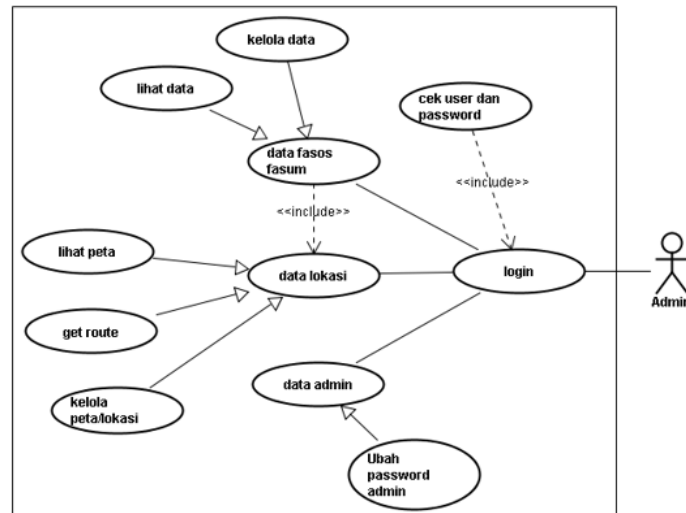 kelola data
lihat data
cek user dan
password
data fasos
fasum
<<include>>
<<include>>
lihat peta
data lokasi
login
Admin
get route
data admin
kelola
peta/lokasi
Ubah
password
admin